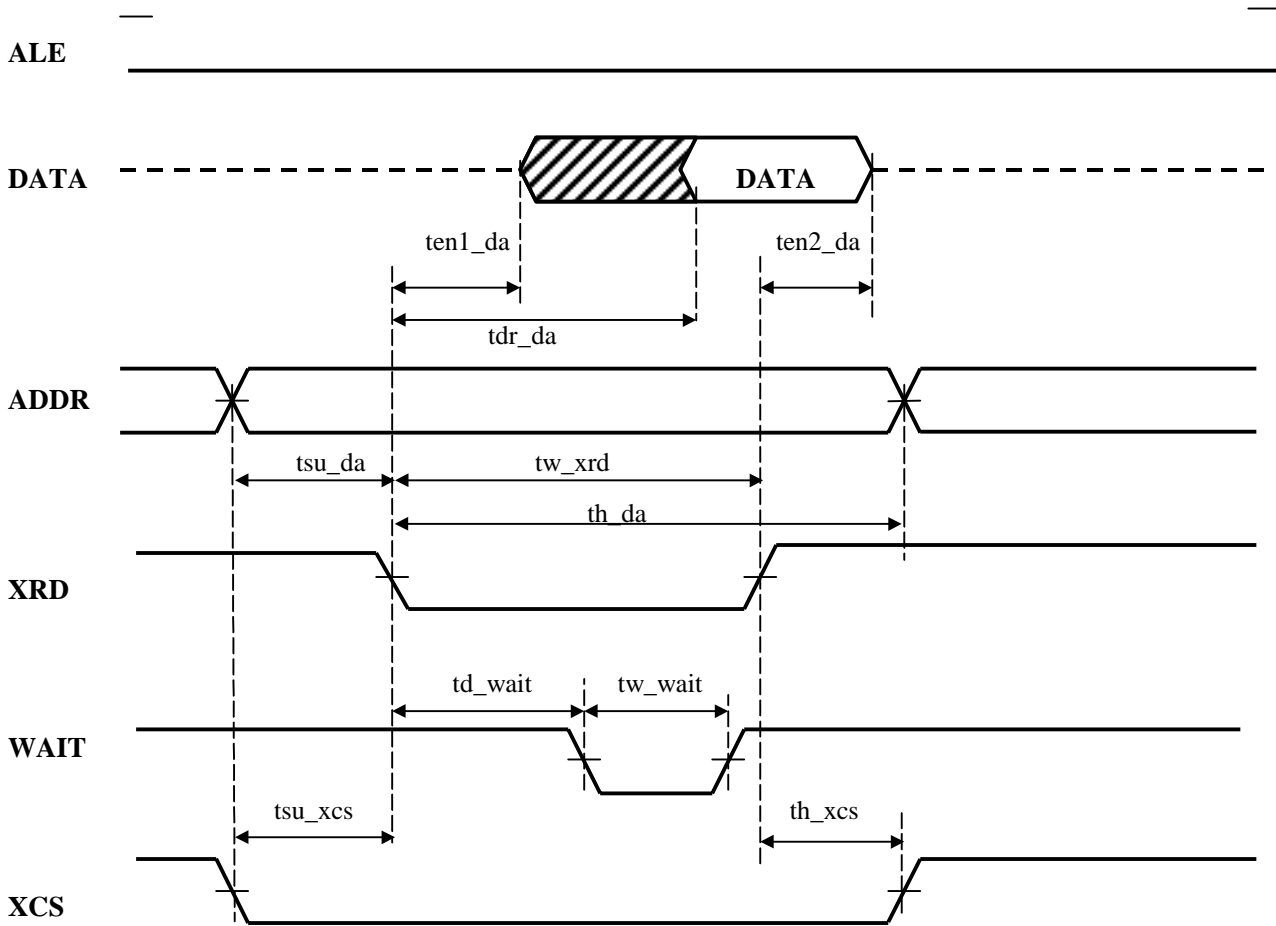 ALE
DATA
DATA
ten1_da
ten2_da
tdr_da
ADDR
tsu_da
tw_xrd
th_da
XRD
td_wait
tw_wait
WAIT
tsu_xcs
th_xcs
XCS